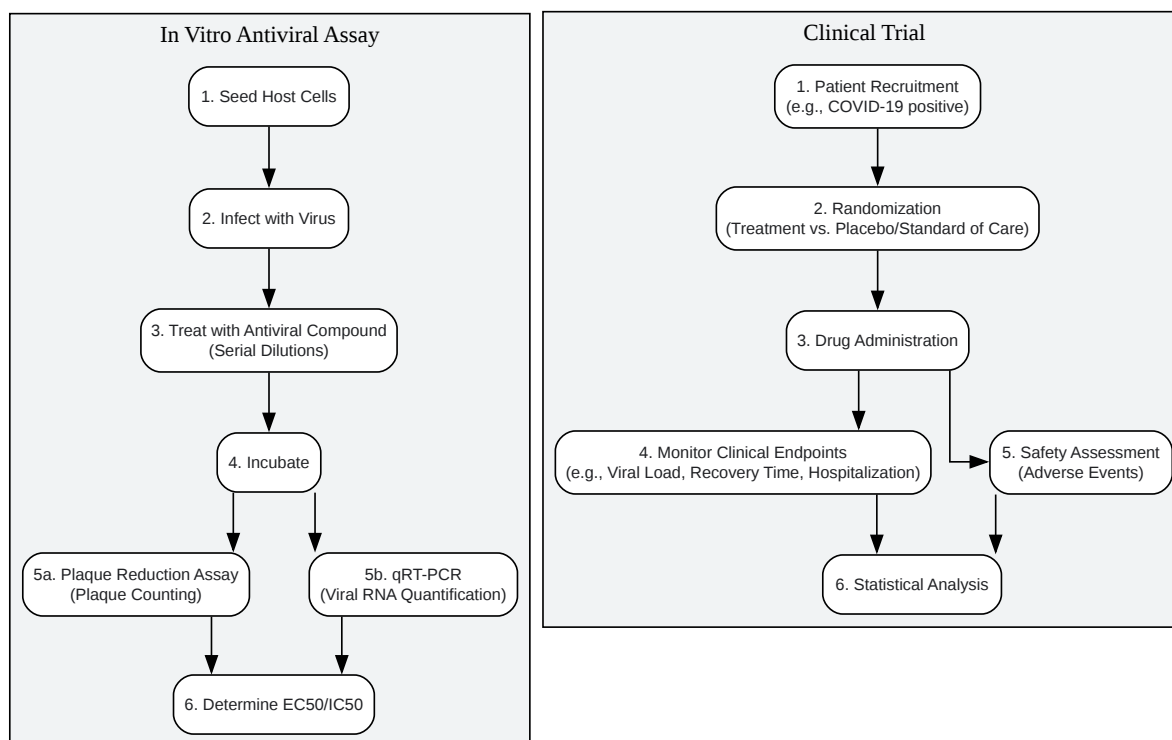 In Vitro Antiviral Assay
1. Seed Host Cells
2. Infect with Virus
3. Treat with Antiviral Compound
(Serial Dilutions)
4. Incubate
5a. Plaque Reduction Assay
(Plaque Counting)
5b. qRT-PCR
(Viral RNA Quantification)
6. Determine EC50/IC50
Clinical Trial
1. Patient Recruitment
(e.g., COVID-19 positive)
2. Randomization
(Treatment vs. Placebo/Standard of Care)
3. Drug Administration
4. Monitor Clinical Endpoints
(e.g., Viral Load, Recovery Time, Hospitalization)
5. Safety Assessment
(Adverse Events)
6. Statistical Analysis